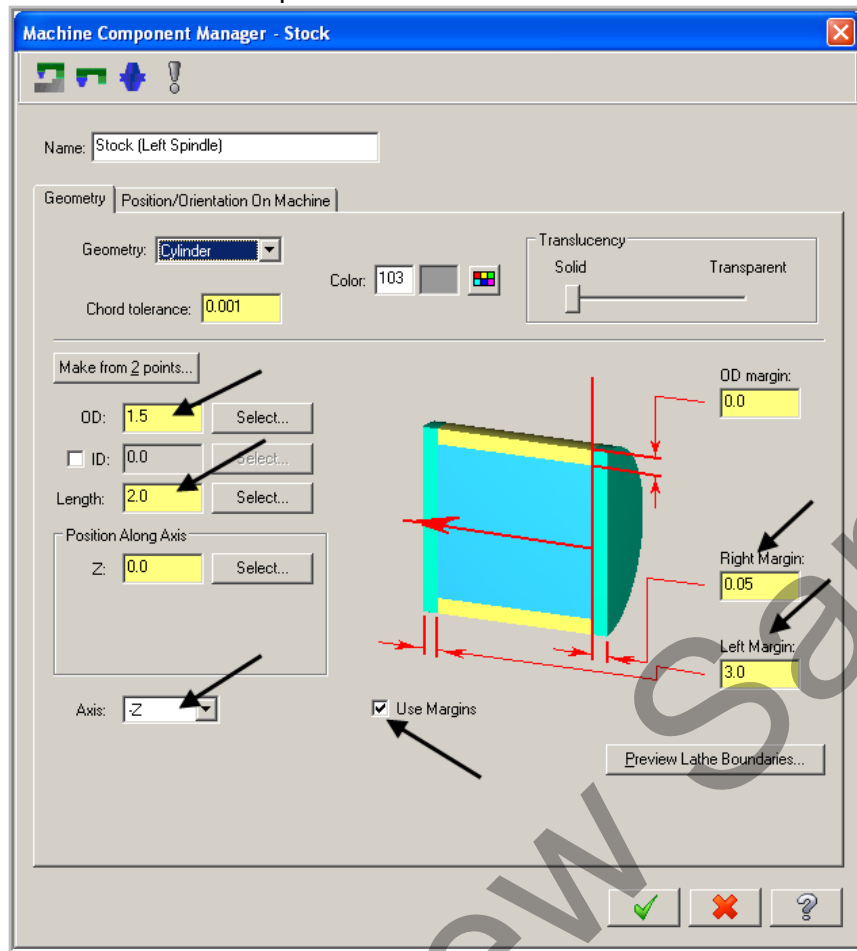 Machine Component Manager - Stock
Name: Stock (Left Spindle)
Geometry Position/Orientation On Machine
Geometry: Cylinder
Color: 103
Translucency
Solid Transparent
Chord tolerance: 0.001
Make from 2 points...
OD: 1.5 Select...
ID: 0.0 Select...
Length: 2.0 Select...
Position Along Axis
Z: 0.0 Select...
Axis: -Z
Use Margins
OD margin:
0.0
Right Margin:
0.05
Left Margin:
3.0
Preview Lathe Boundaries...